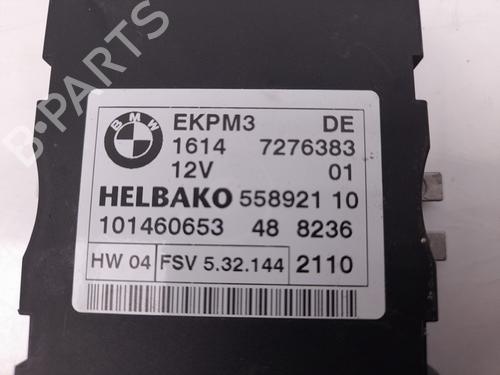 B-PARTS
BMW
EKPM3 DE
1614 7276383
12V 01
HELBAKO 558921 10
101460653 48 8236
HW 04 FSV 5.32.144 2110